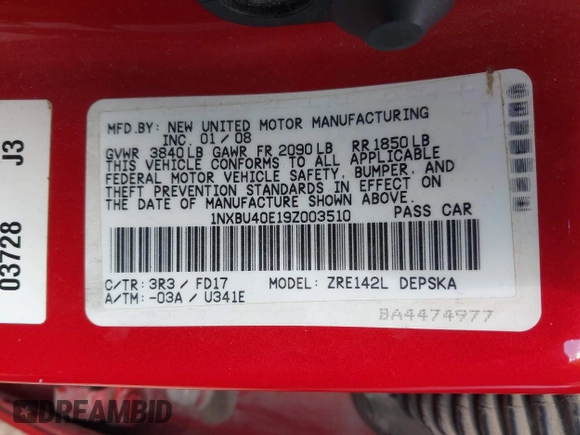 MFD.BY: NEW UNITED MOTOR MANUFACTURING
INC. 01/08
GVWR 3840LB GAWR FR 2090LB RR 1850LB
THIS VEHICLE CONFORMS TO ALL APPLICABLE
FEDERAL MOTOR VEHICLE SAFETY, BUMPER, AND
THEFT PREVENTION STANDARDS IN EFFECT ON
THE DATE OF MANUFACTURE SHOWN ABOVE.
1NXBU40E19Z003510 PASS CAR
C/TR: 3R3 / FD17 MODEL: ZRE142L DEPSKA
A/TM: -03A / U341E
BA4474977
03728 J3
DREAMBID